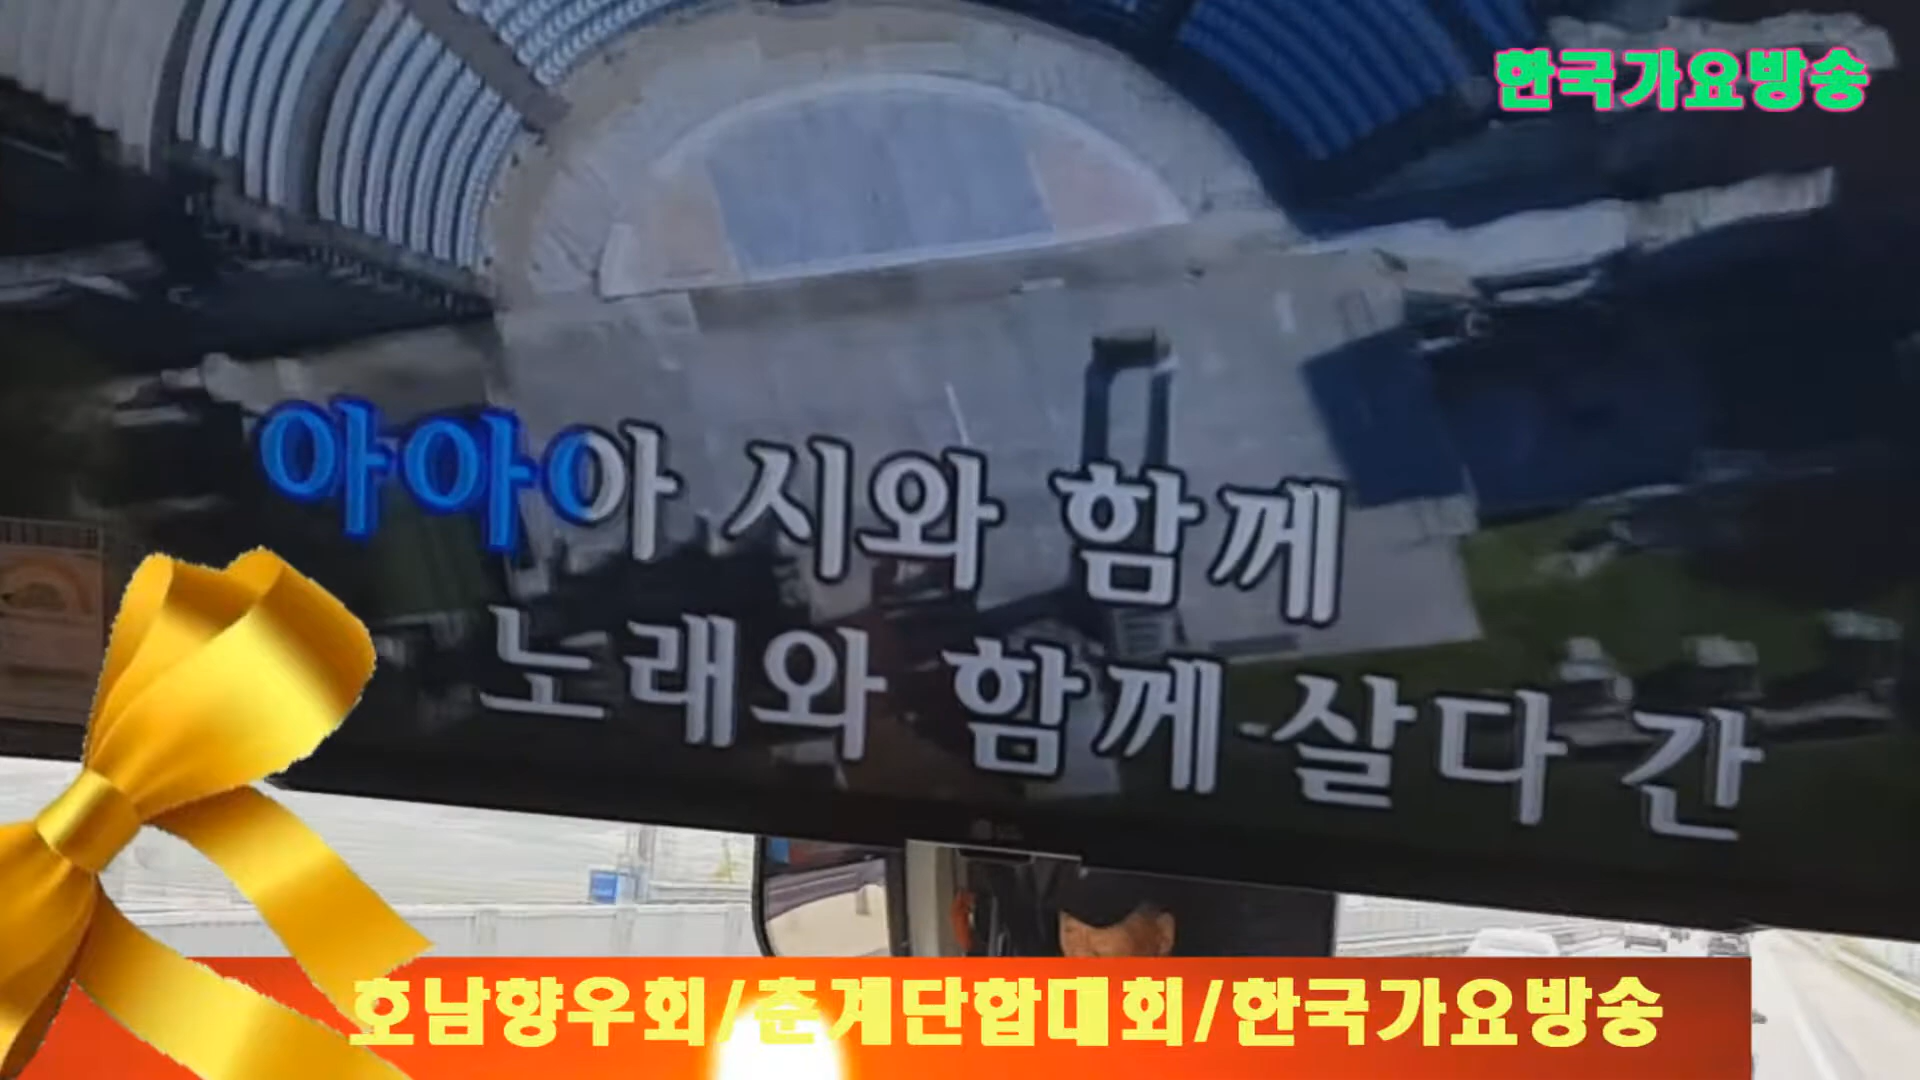 한국가요방송
아아아 시와 함께
노래와 함께 살다 간
호남향우회/춘계단합대회/한국가요방송